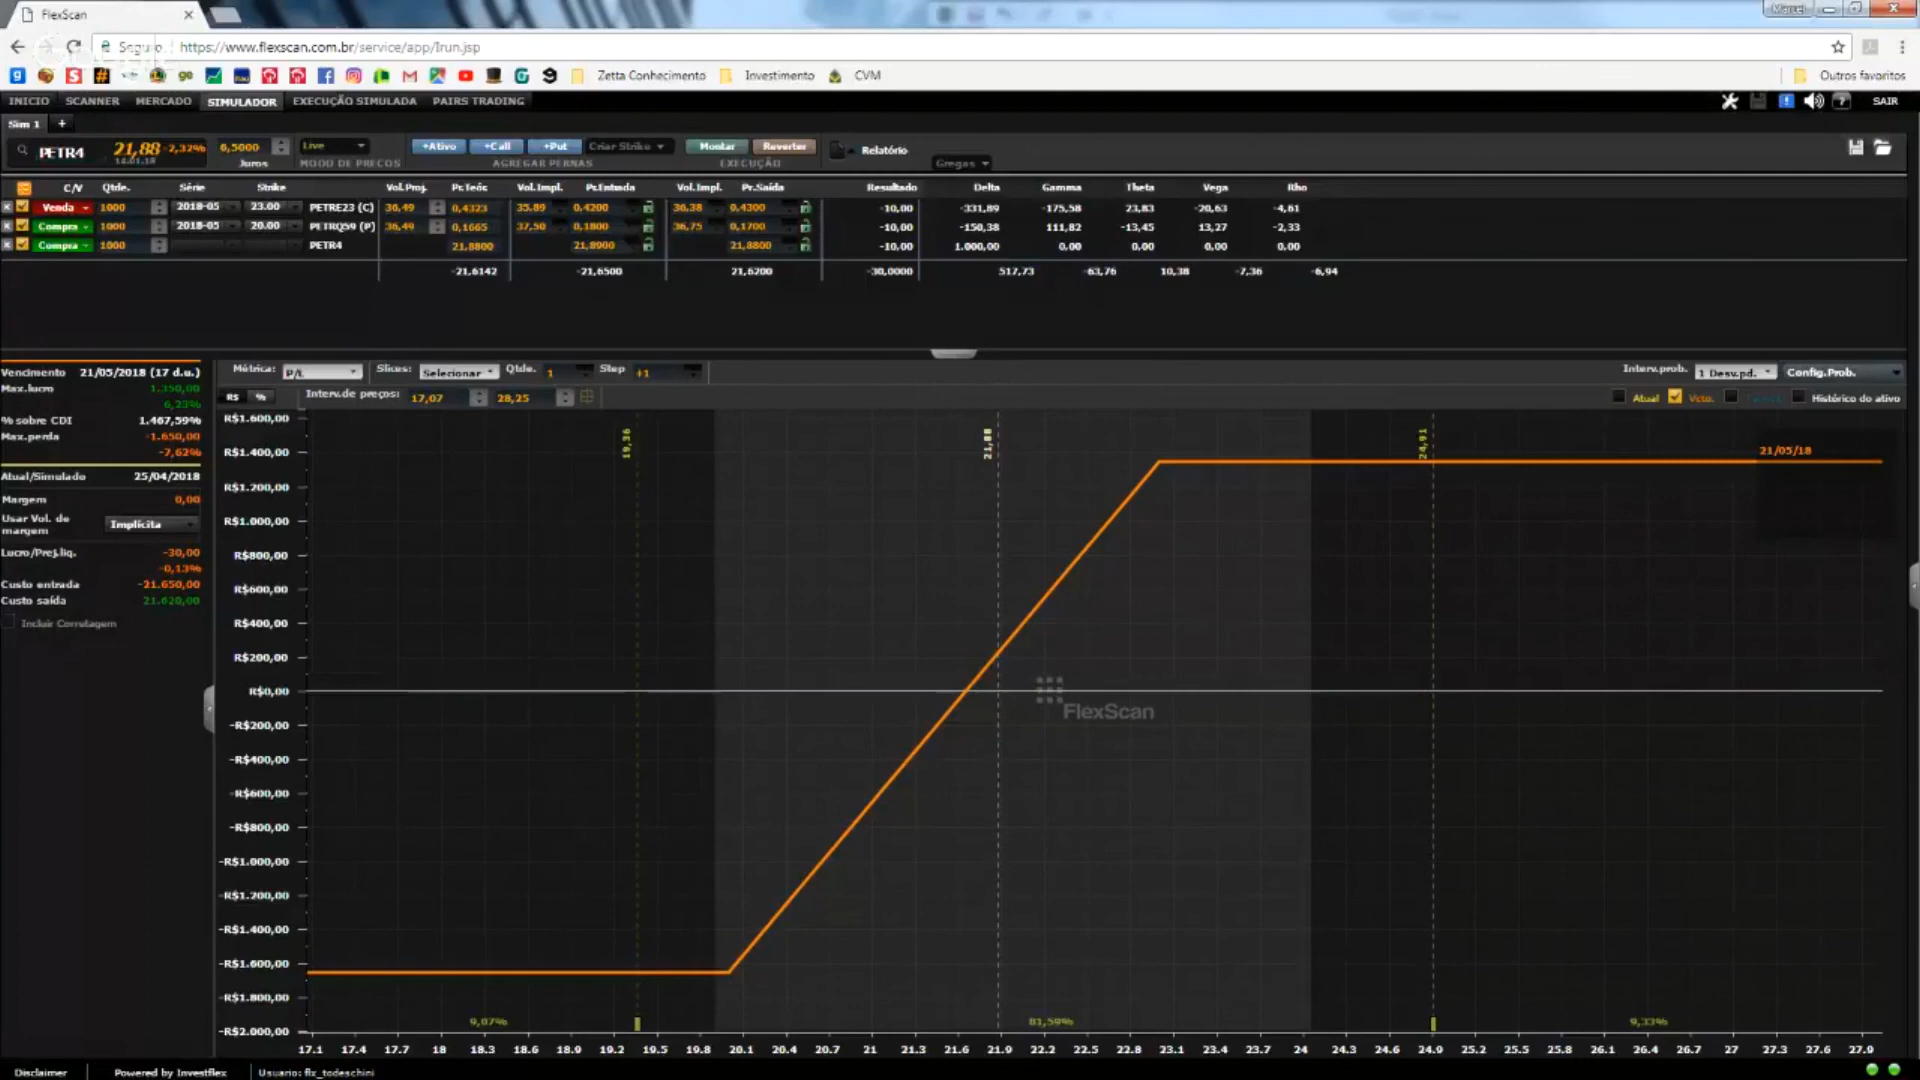 FlexScan
Marcel
Seguro https://www.flexscan.com.br/service/app/lrun.jsp
Zetta Conhecimento Investimento CVM Outros favoritos
INICIO SCANNER MERCADO SIMULADOR EXECUÇÃO SIMULADA PAIRS TRADING SAIR
Sim 1 +
PETR4 21,88 -2,32% 6,5000 Live +Ativo +Call +Put Criar Strike Montar Reverter Relatório
Juros MODO DE PREÇOS AGREGAR PERNAS EXECUÇÃO Gregas
C/V Qtde. Série Strike Vol.Proj. Pr.Teóc Vol.Impl. Pr.Entrada Vol.Impl. Pr.Saída Resultado Delta Gamma Theta Vega Rho
Venda 1000 2018-05 23.00 PETRE23 (C) 36,49 0,4323 35.89 0,4200 36,38 0,4300 -10,00 -331,89 -175,58 23,83 -20,63 -4,61
Compra 1000 2018-05 20.00 PETRQ59 (P) 36,49 0,1665 37,50 0,1800 36,75 0,1700 -10,00 -150,38 111,82 -13,45 13,27 -2,33
Compra 1000 PETR4 21,8800 21,8900 21,8800 -10,00 1.000,00 0,00 0,00 0,00 0,00
-21,6142 -21,6500 21,6200 -30,0000 517,73 -63,76 10,38 -7,36 -6,94
Vencimento 21/05/2018 (17 d.u.)
Max.lucro 1.350,00
6,23%
% sobre CDI 1.467,59%
Max.perda -1.650,00
-7,62%
Atual/Simulado 25/04/2018
Margem 0,00
Usar Vol. de margem Implícita
Lucro/Prej.liq. -30,00
-0,13%
Custo entrada -21.650,00
Custo saída 21.620,00
Incluir Corretagem
Métrica: P/L Slices: Selecionar Qtde. 1 Step +1 Interv.prob. 1 Desv.pd. Config.Prob.
R$ % Interv.de preços: 17,07 28,25 Atual Vcto. Histórico do ativo
R$1.600,00
R$1.400,00
R$1.200,00
R$1.000,00
R$800,00
R$600,00
R$400,00
R$200,00
R$0,00
-R$200,00
-R$400,00
-R$600,00
-R$800,00
-R$1.000,00
-R$1.200,00
-R$1.400,00
-R$1.600,00
-R$1.800,00
-R$2.000,00
19,36
21,88
24,91
21/05/18
FlexScan
9,07% 81,59% 9,33%
17.1 17.4 17.7 18 18.3 18.6 18.9 19.2 19.5 19.8 20.1 20.4 20.7 21 21.3 21.6 21.9 22.2 22.5 22.8 23.1 23.4 23.7 24 24.3 24.6 24.9 25.2 25.5 25.8 26.1 26.4 26.7 27 27.3 27.6 27.9
Disclaimer Powered by Investflex Usuario: flx_todeschini